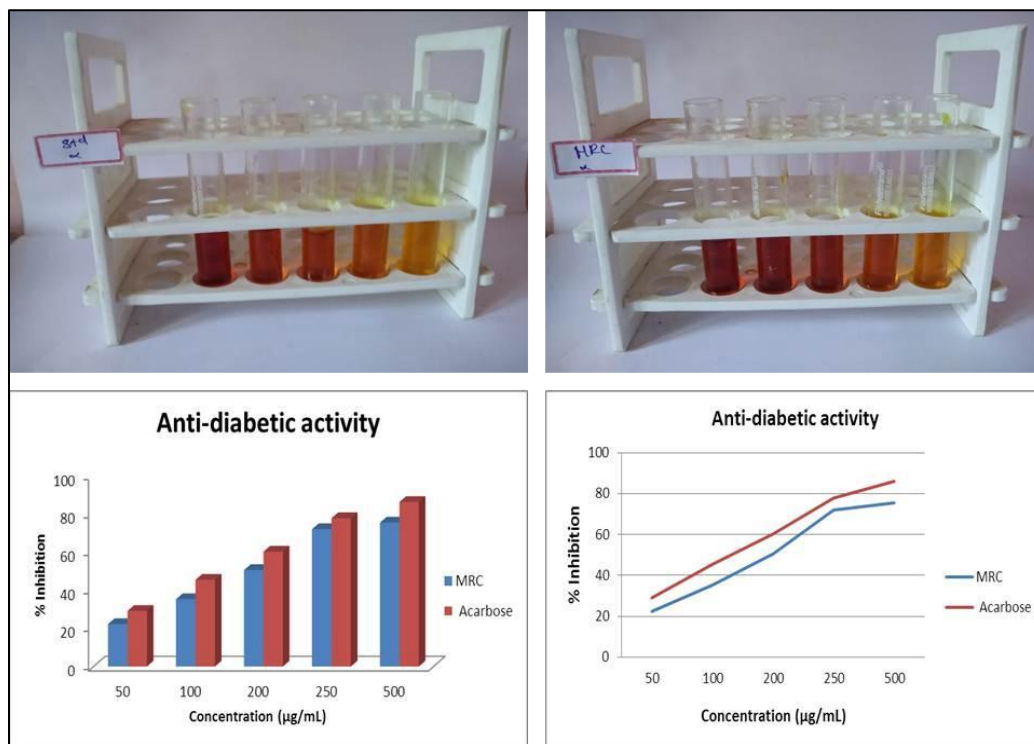 Std
α
MRC
α
Anti-diabetic activity
% Inhibition
100
80
60
40
20
0
50 100 200 250 500
Concentration (µg/mL)
MRC
Acarbose
Anti-diabetic activity
% Inhibition
100
80
60
40
20
0
50 100 200 250 500
Concentration (µg/mL)
MRC
Acarbose